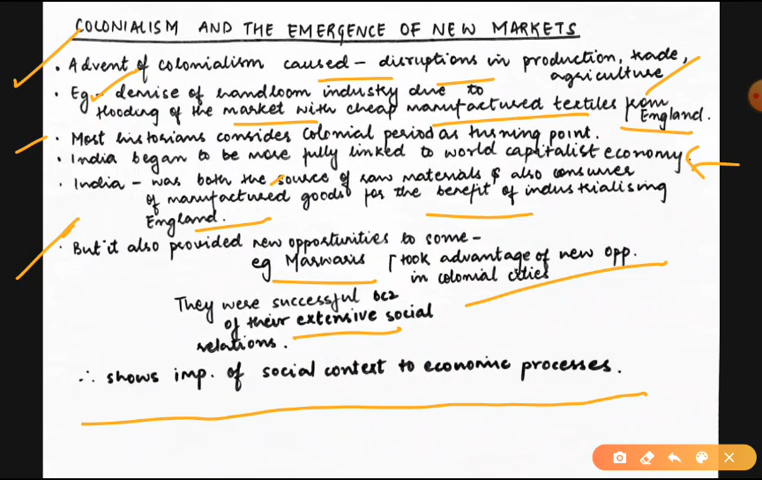 COLONIALISM AND THE EMERGENCE OF NEW MARKETS
• Advent of colonialism caused - disruptions in production, trade,
agriculture
• Eg - demise of handloom industry due to
flooding of the market with cheap manufactured textiles from
England.
• Most historians considers colonial period as turning point.
• India began to be more fully linked to world capitalist economy.
• India - was both the source of raw materials & also consumer
of manufactured goods for the benefit of industrialising
England.
• But it also provided new opportunities to some -
eg Marwaris took advantage of new opp.
in colonial cities
They were successful bcz
of their extensive social
relations.
∴ shows imp. of social context to economic processes.